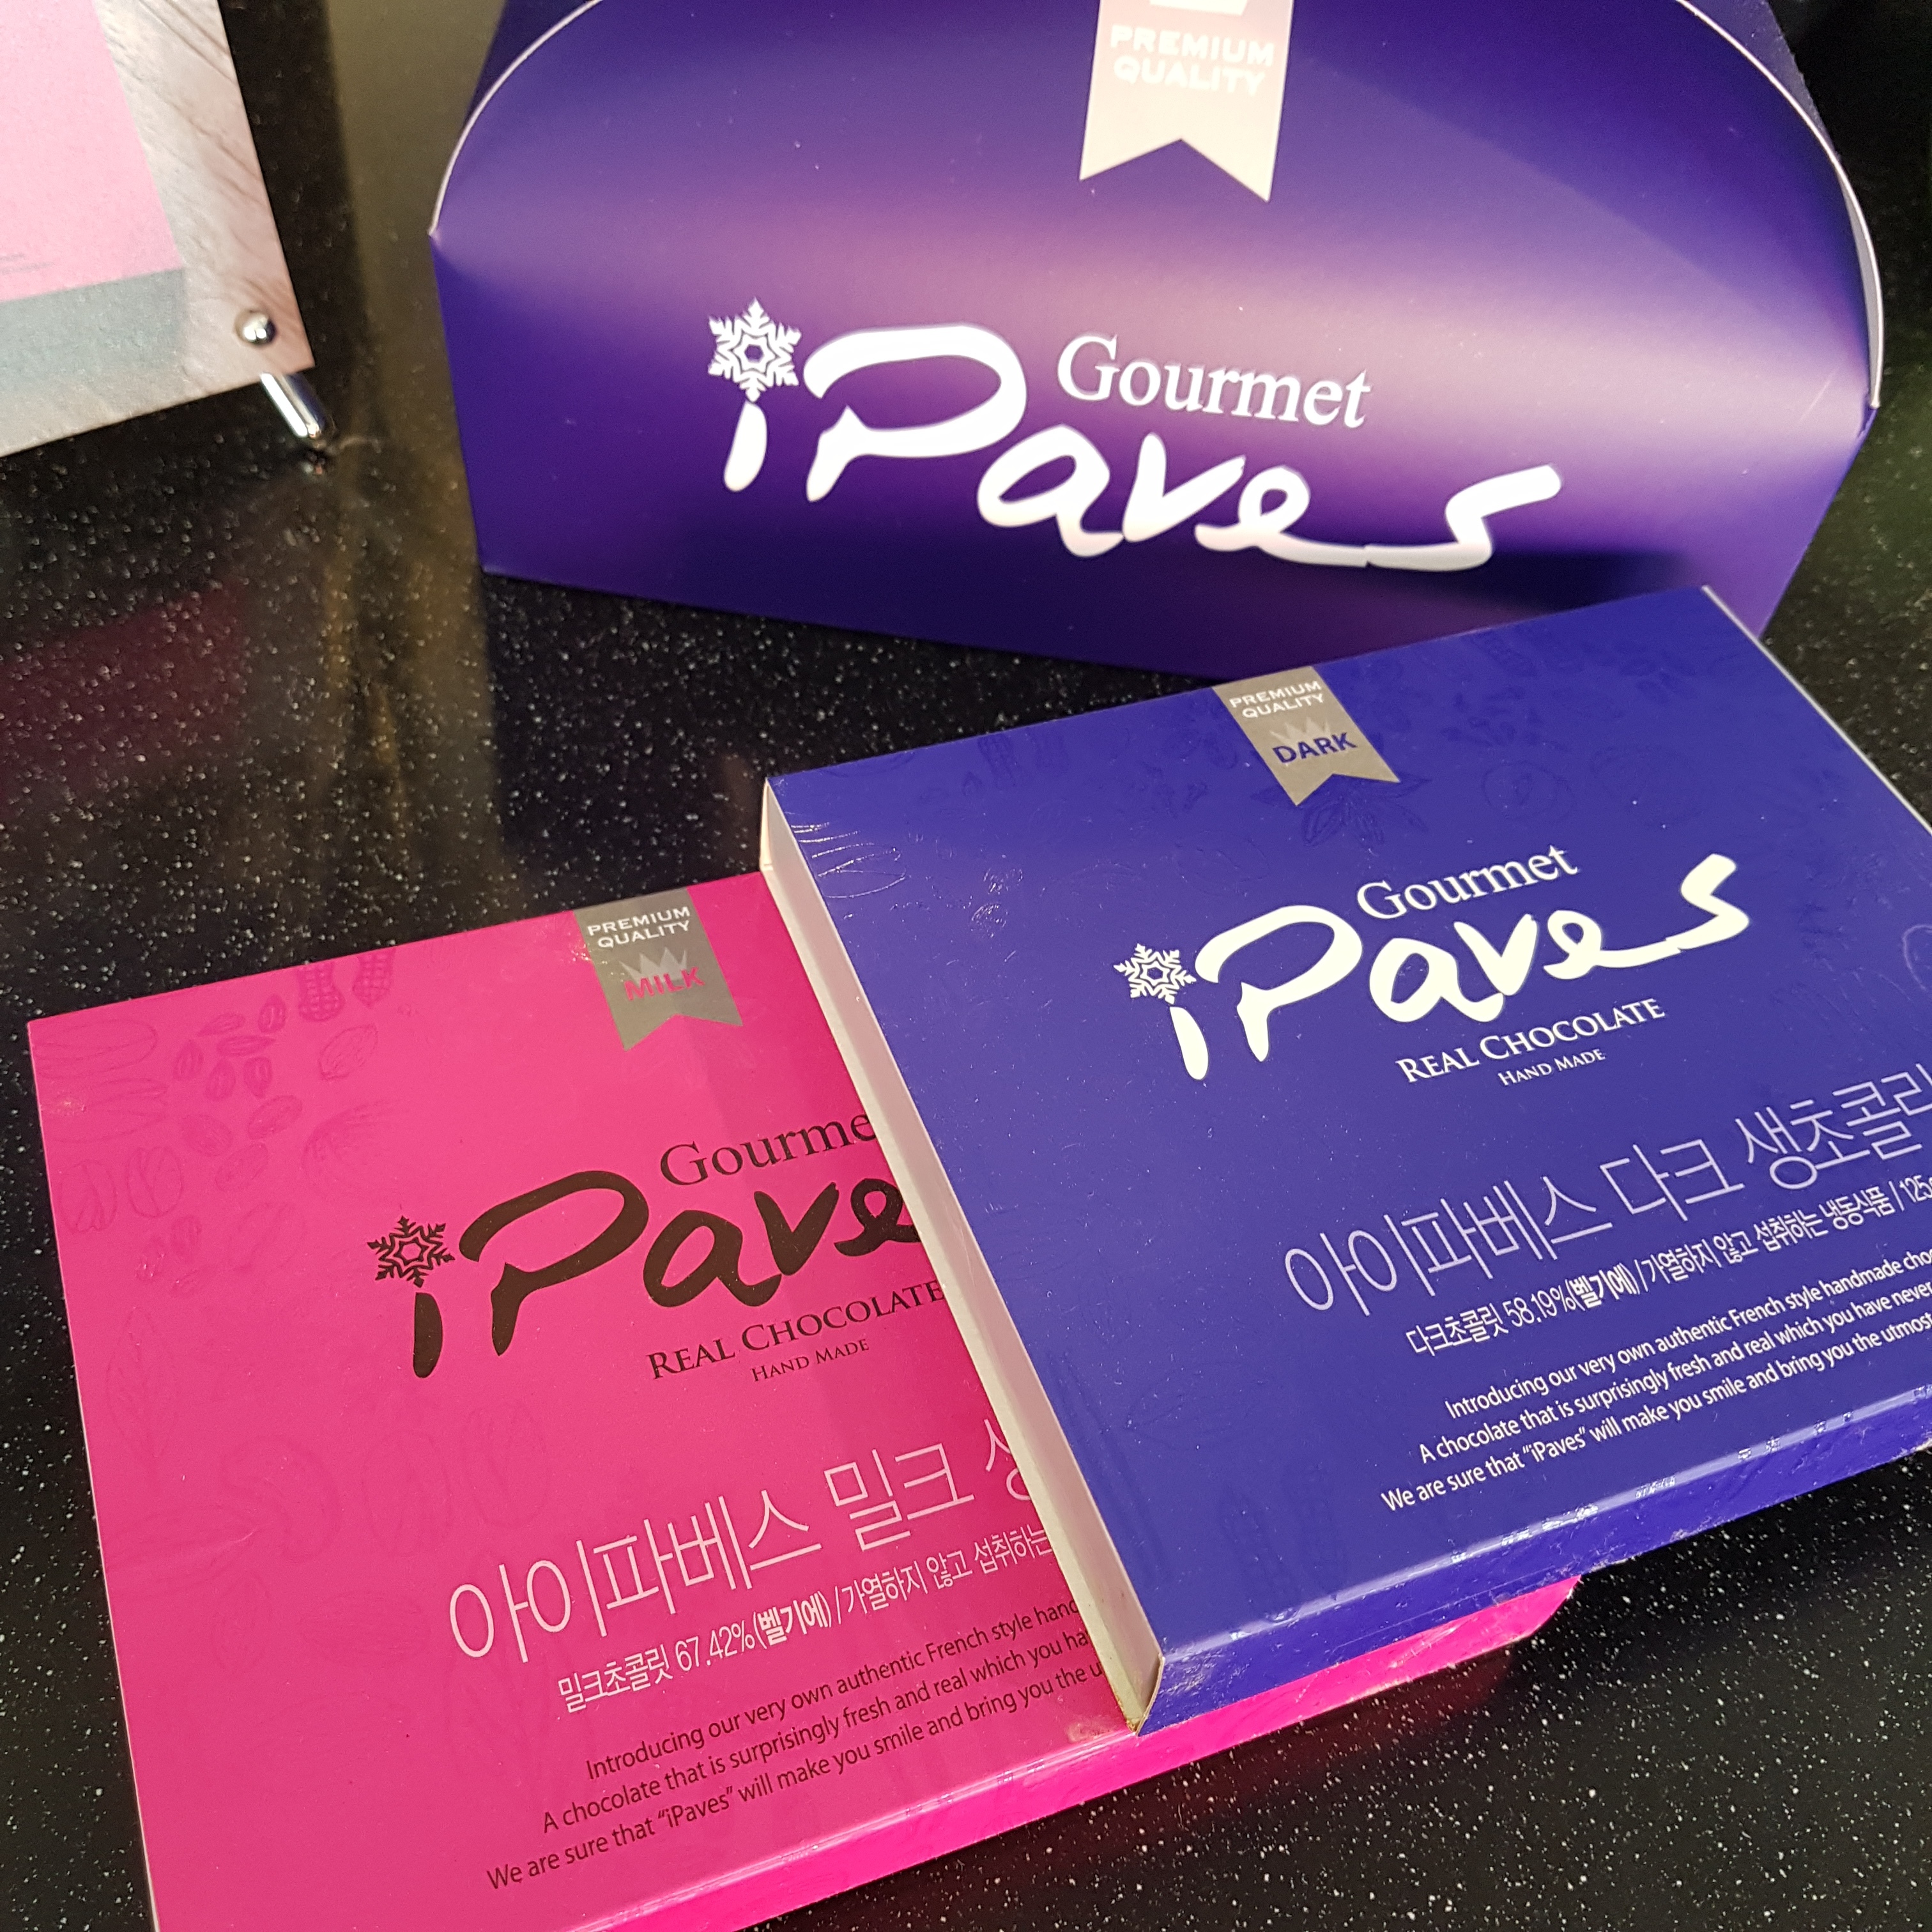 PREMIUM
QUALITY
Gourmet
iPaves
PREMIUM
QUALITY
DARK
Gourmet
iPaves
REAL CHOCOLATE
HAND MADE
아이파베스 다크 생초콜릿
다크초콜릿 58.19%(벨기에)/가열하지 않고 섭취하는 냉동식품/125
Introducing our very own authentic French style handmade
A chocolate that is surprisingly fresh and real which you have never
We are sure that “iPaves” will make you smile and bring you the utmost
PREMIUM
QUALITY
MILK
Gourme
iPave
REAL CHOCOLATE
HAND MADE
아이파베스 밀크
밀크초콜릿 67.42%(벨기에)/가열하지 않고 섭취하는
Introducing our very own authentic French style
A chocolate that is surprisingly fresh and real which you
We are sure that “iPaves” will make you smile and bring you the